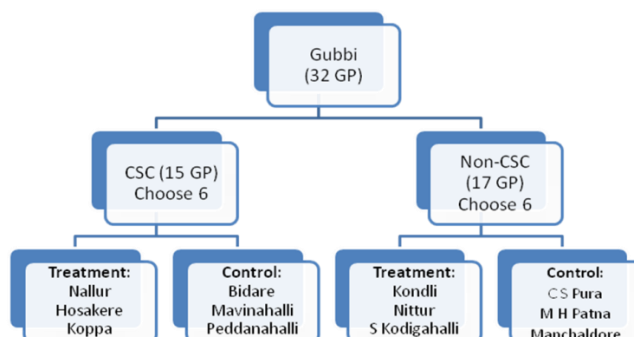 Gubbi
(32 GP)
CSC (15 GP)
Choose 6
Non-CSC
(17 GP)
Choose 6
Treatment:
Nallur
Hosakere
Koppa
Control:
Bidare
Mavinahalli
Peddanahalli
Treatment:
Kondli
Nittur
S Kodigahalli
Control:
CS Pura
M H Patna
Manchaldore